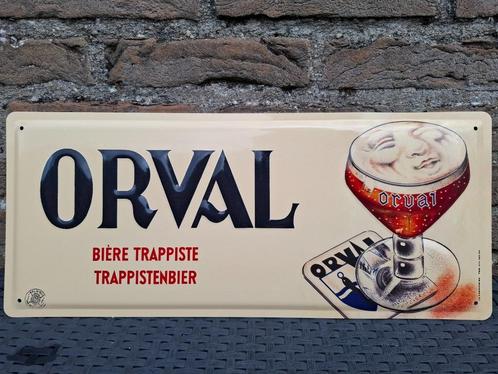 ORVAL
BIÈRE TRAPPISTE
TRAPPISTENBIER
orval
ORVAL